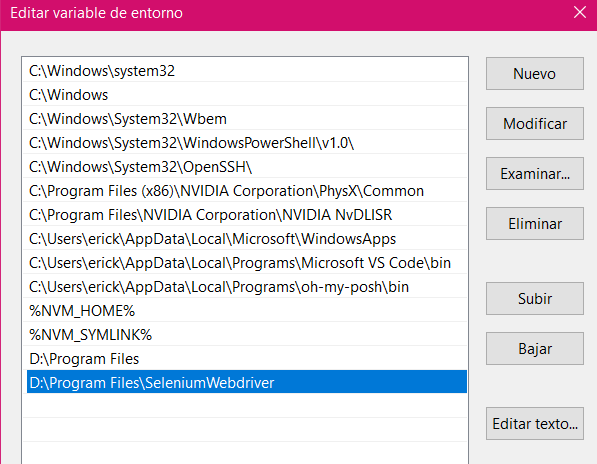 Editar variable de entorno
C:\Windows\system32
C:\Windows
C:\Windows\System32\Wbem
C:\Windows\System32\WindowsPowerShell\v1.0\
C:\Windows\System32\OpenSSH\
C:\Program Files (x86)\NVIDIA Corporation\PhysX\Common
C:\Program Files\NVIDIA Corporation\NVIDIA NvDLISR
C:\Users\erick\AppData\Local\Microsoft\WindowsApps
C:\Users\erick\AppData\Local\Programs\Microsoft VS Code\bin
C:\Users\erick\AppData\Local\Programs\oh-my-posh\bin
%NVM_HOME%
%NVM_SYMLINK%
D:\Program Files
D:\Program Files\SeleniumWebdriver
Nuevo
Modificar
Examinar...
Eliminar
Subir
Bajar
Editar texto...